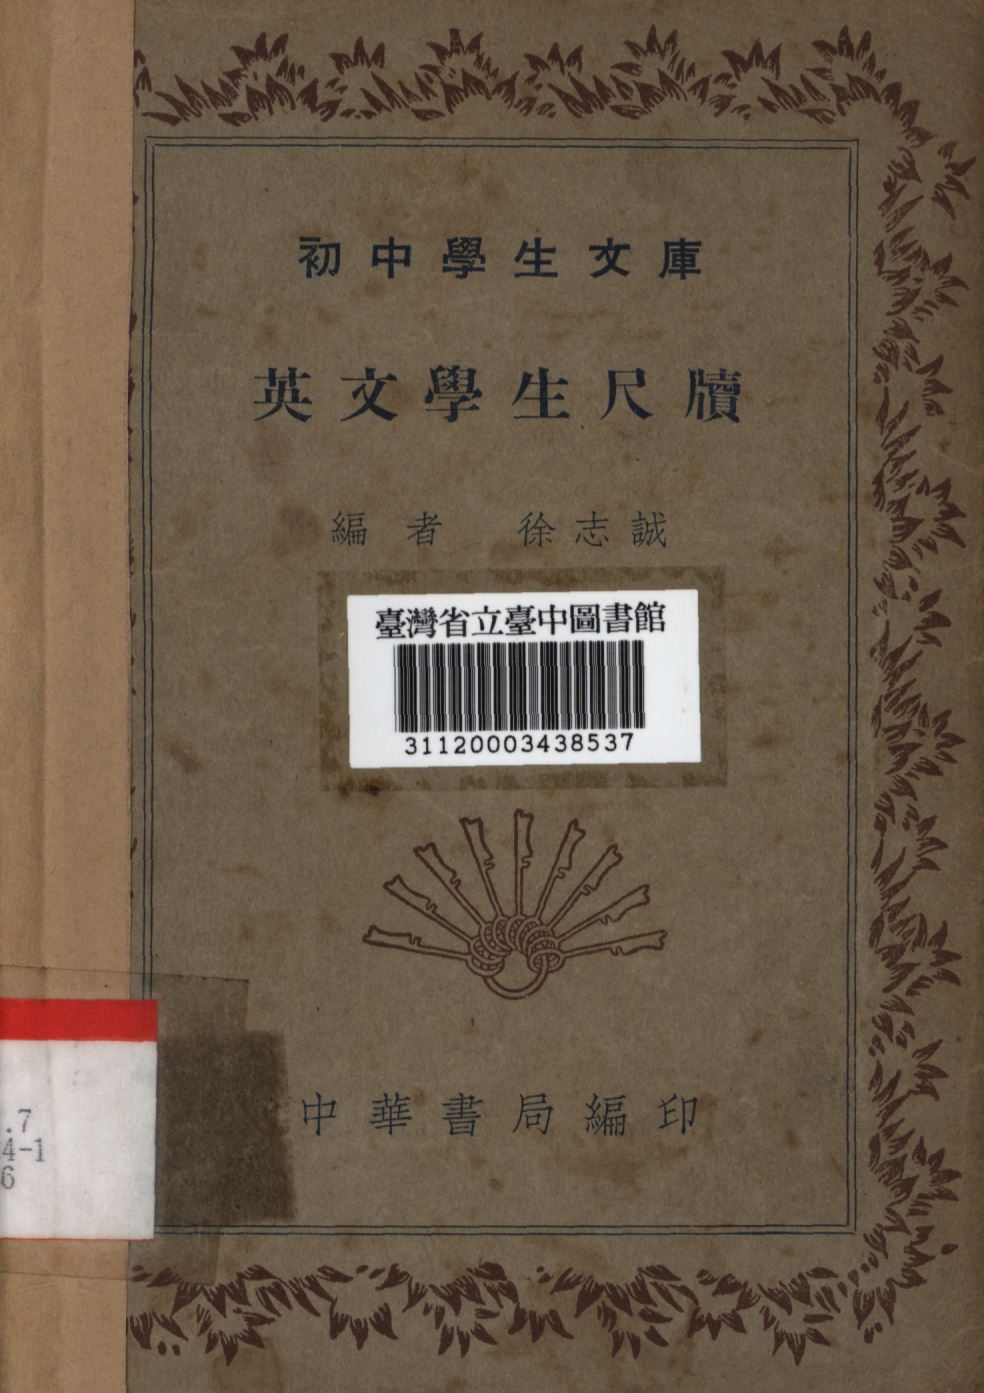 初中學生文庫
英文學生尺牘
編者 徐志誠
臺灣省立臺中圖書館
31120003438537
中華書局編印
.7
4-1
6